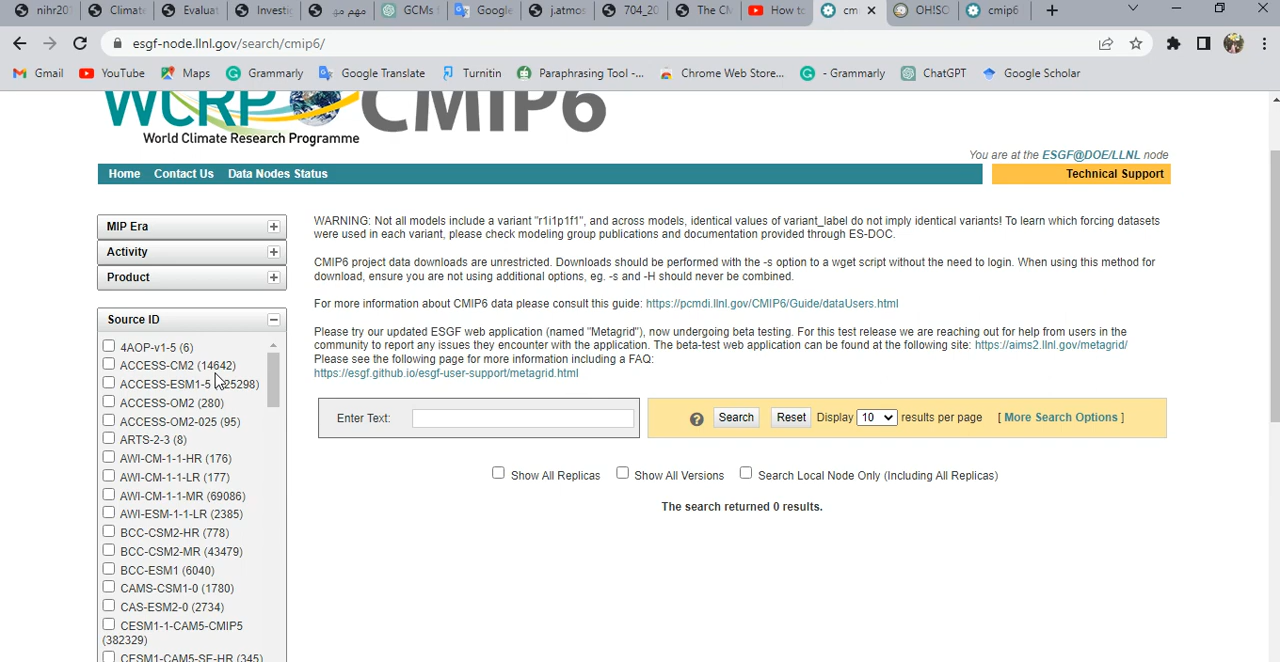 nihr20 Climat Evaluat Investig مهم مو GCMs f Google j.atmos 704_20 The CM How to cm OH!SO cmip6
esgf-node.llnl.gov/search/cmip6/
Gmail YouTube Maps Grammarly Google Translate Turnitin Paraphrasing Tool -... Chrome Web Store... - Grammarly ChatGPT Google Scholar
WCRP CMIP6
World Climate Research Programme
You are at the ESGF@DOE/LLNL node
Home Contact Us Data Nodes Status
Technical Support
MIP Era
Activity
Product
Source ID
4AOP-v1-5 (6)
ACCESS-CM2 (14642)
ACCESS-ESM1-5 25298)
ACCESS-OM2 (280)
ACCESS-OM2-025 (95)
ARTS-2-3 (8)
AWI-CM-1-1-HR (176)
AWI-CM-1-1-LR (177)
AWI-CM-1-1-MR (69086)
AWI-ESM-1-1-LR (2385)
BCC-CSM2-HR (778)
BCC-CSM2-MR (43479)
BCC-ESM1 (6040)
CAMS-CSM1-0 (1780)
CAS-ESM2-0 (2734)
CESM1-1-CAM5-CMIP5
(382329)
CESM1-CAM5-SE-HR (345)
WARNING: Not all models include a variant "r1i1p1f1", and across models, identical values of variant_label do not imply identical variants! To learn which forcing datasets
were used in each variant, please check modeling group publications and documentation provided through ES-DOC.
CMIP6 project data downloads are unrestricted. Downloads should be performed with the -s option to a wget script without the need to login. When using this method for
download, ensure you are not using additional options, eg. -s and -H should never be combined.
For more information about CMIP6 data please consult this guide: https://pcmdi.llnl.gov/CMIP6/Guide/dataUsers.html
Please try our updated ESGF web application (named "Metagrid"), now undergoing beta testing. For this test release we are reaching out for help from users in the
community to report any issues they encounter with the application. The beta-test web application can be found at the following site: https://aims2.llnl.gov/metagrid/
Please see the following page for more information including a FAQ:
https://esgf.github.io/esgf-user-support/metagrid.html
Enter Text:
? Search Reset Display 10 results per page [ More Search Options ]
Show All Replicas Show All Versions Search Local Node Only (Including All Replicas)
The search returned 0 results.